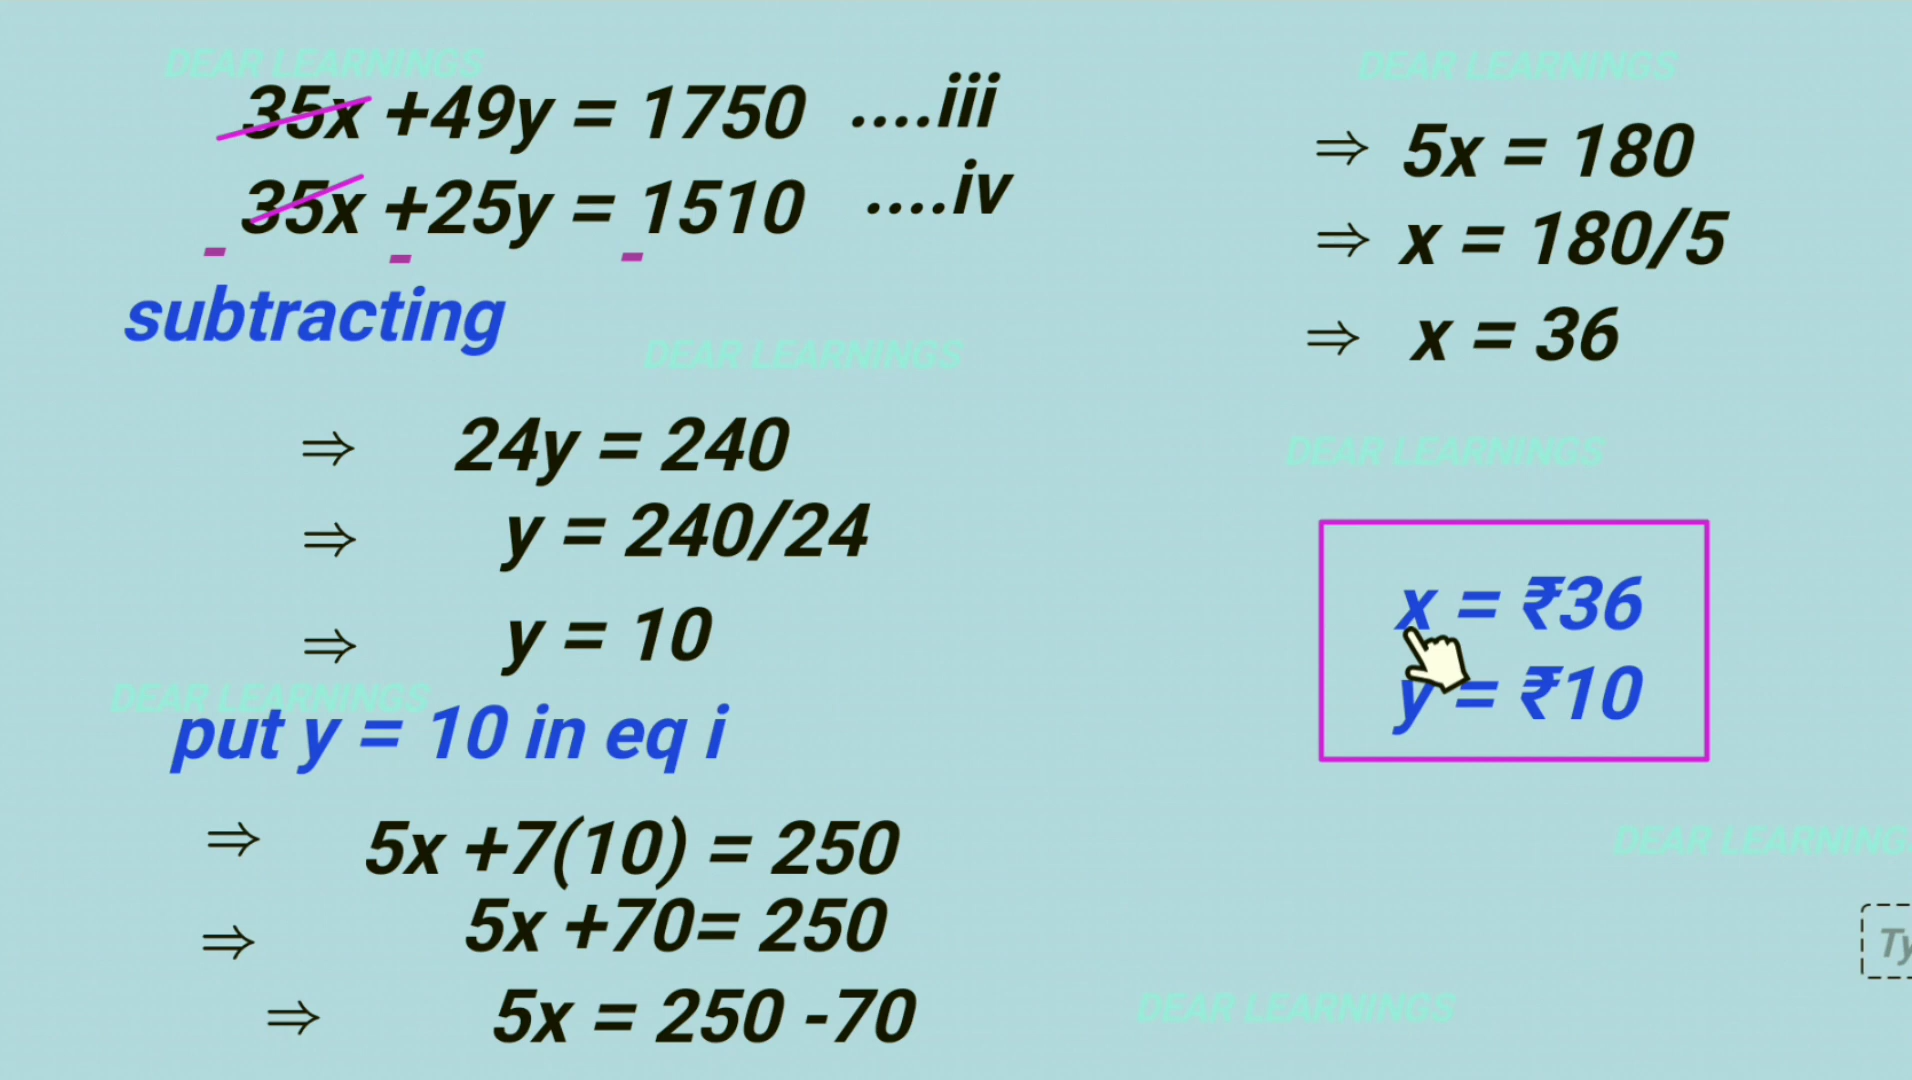 DEAR LEARNINGS
35x +49y = 1750 ....iii
35x +25y = 1510 ....iv
- - -
subtracting
DEAR LEARNINGS
⇒ 24y = 240
⇒ y = 240/24
⇒ y = 10
DEAR LEARNINGS
put y = 10 in eq i
⇒ 5x +7(10) = 250
⇒ 5x +70= 250
⇒ 5x = 250 -70
DEAR LEARNINGS
⇒ 5x = 180
⇒ x = 180/5
⇒ x = 36
DEAR LEARNINGS
x = ₹36
y = ₹10
DEAR LEARNING
Ty
DEAR LEARNINGS